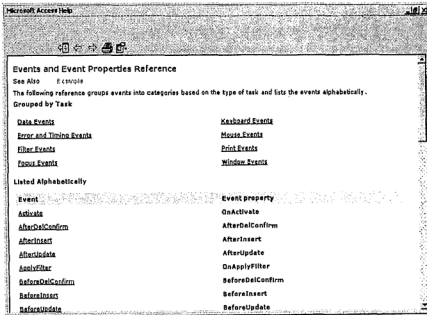 Microsoft Access Help
Events and Event Properties Reference
See Also Example
The following reference groups events into categories based on the type of task and lists the events alphabetically.
Grouped by Task
Data Events Keyboard Events
Error and Timing Events Mouse Events
Filter Events Print Events
Focus Events Window Events
Listed Alphabetically
Event Event property
Activate OnActivate
AfterDelConfirm AfterDelConfirm
AfterInsert AfterInsert
AfterUpdate AfterUpdate
ApplyFilter OnApplyFilter
BeforeDelConfirm BeforeDelConfirm
BeforeInsert BeforeInsert
BeforeUpdate BeforeUpdate